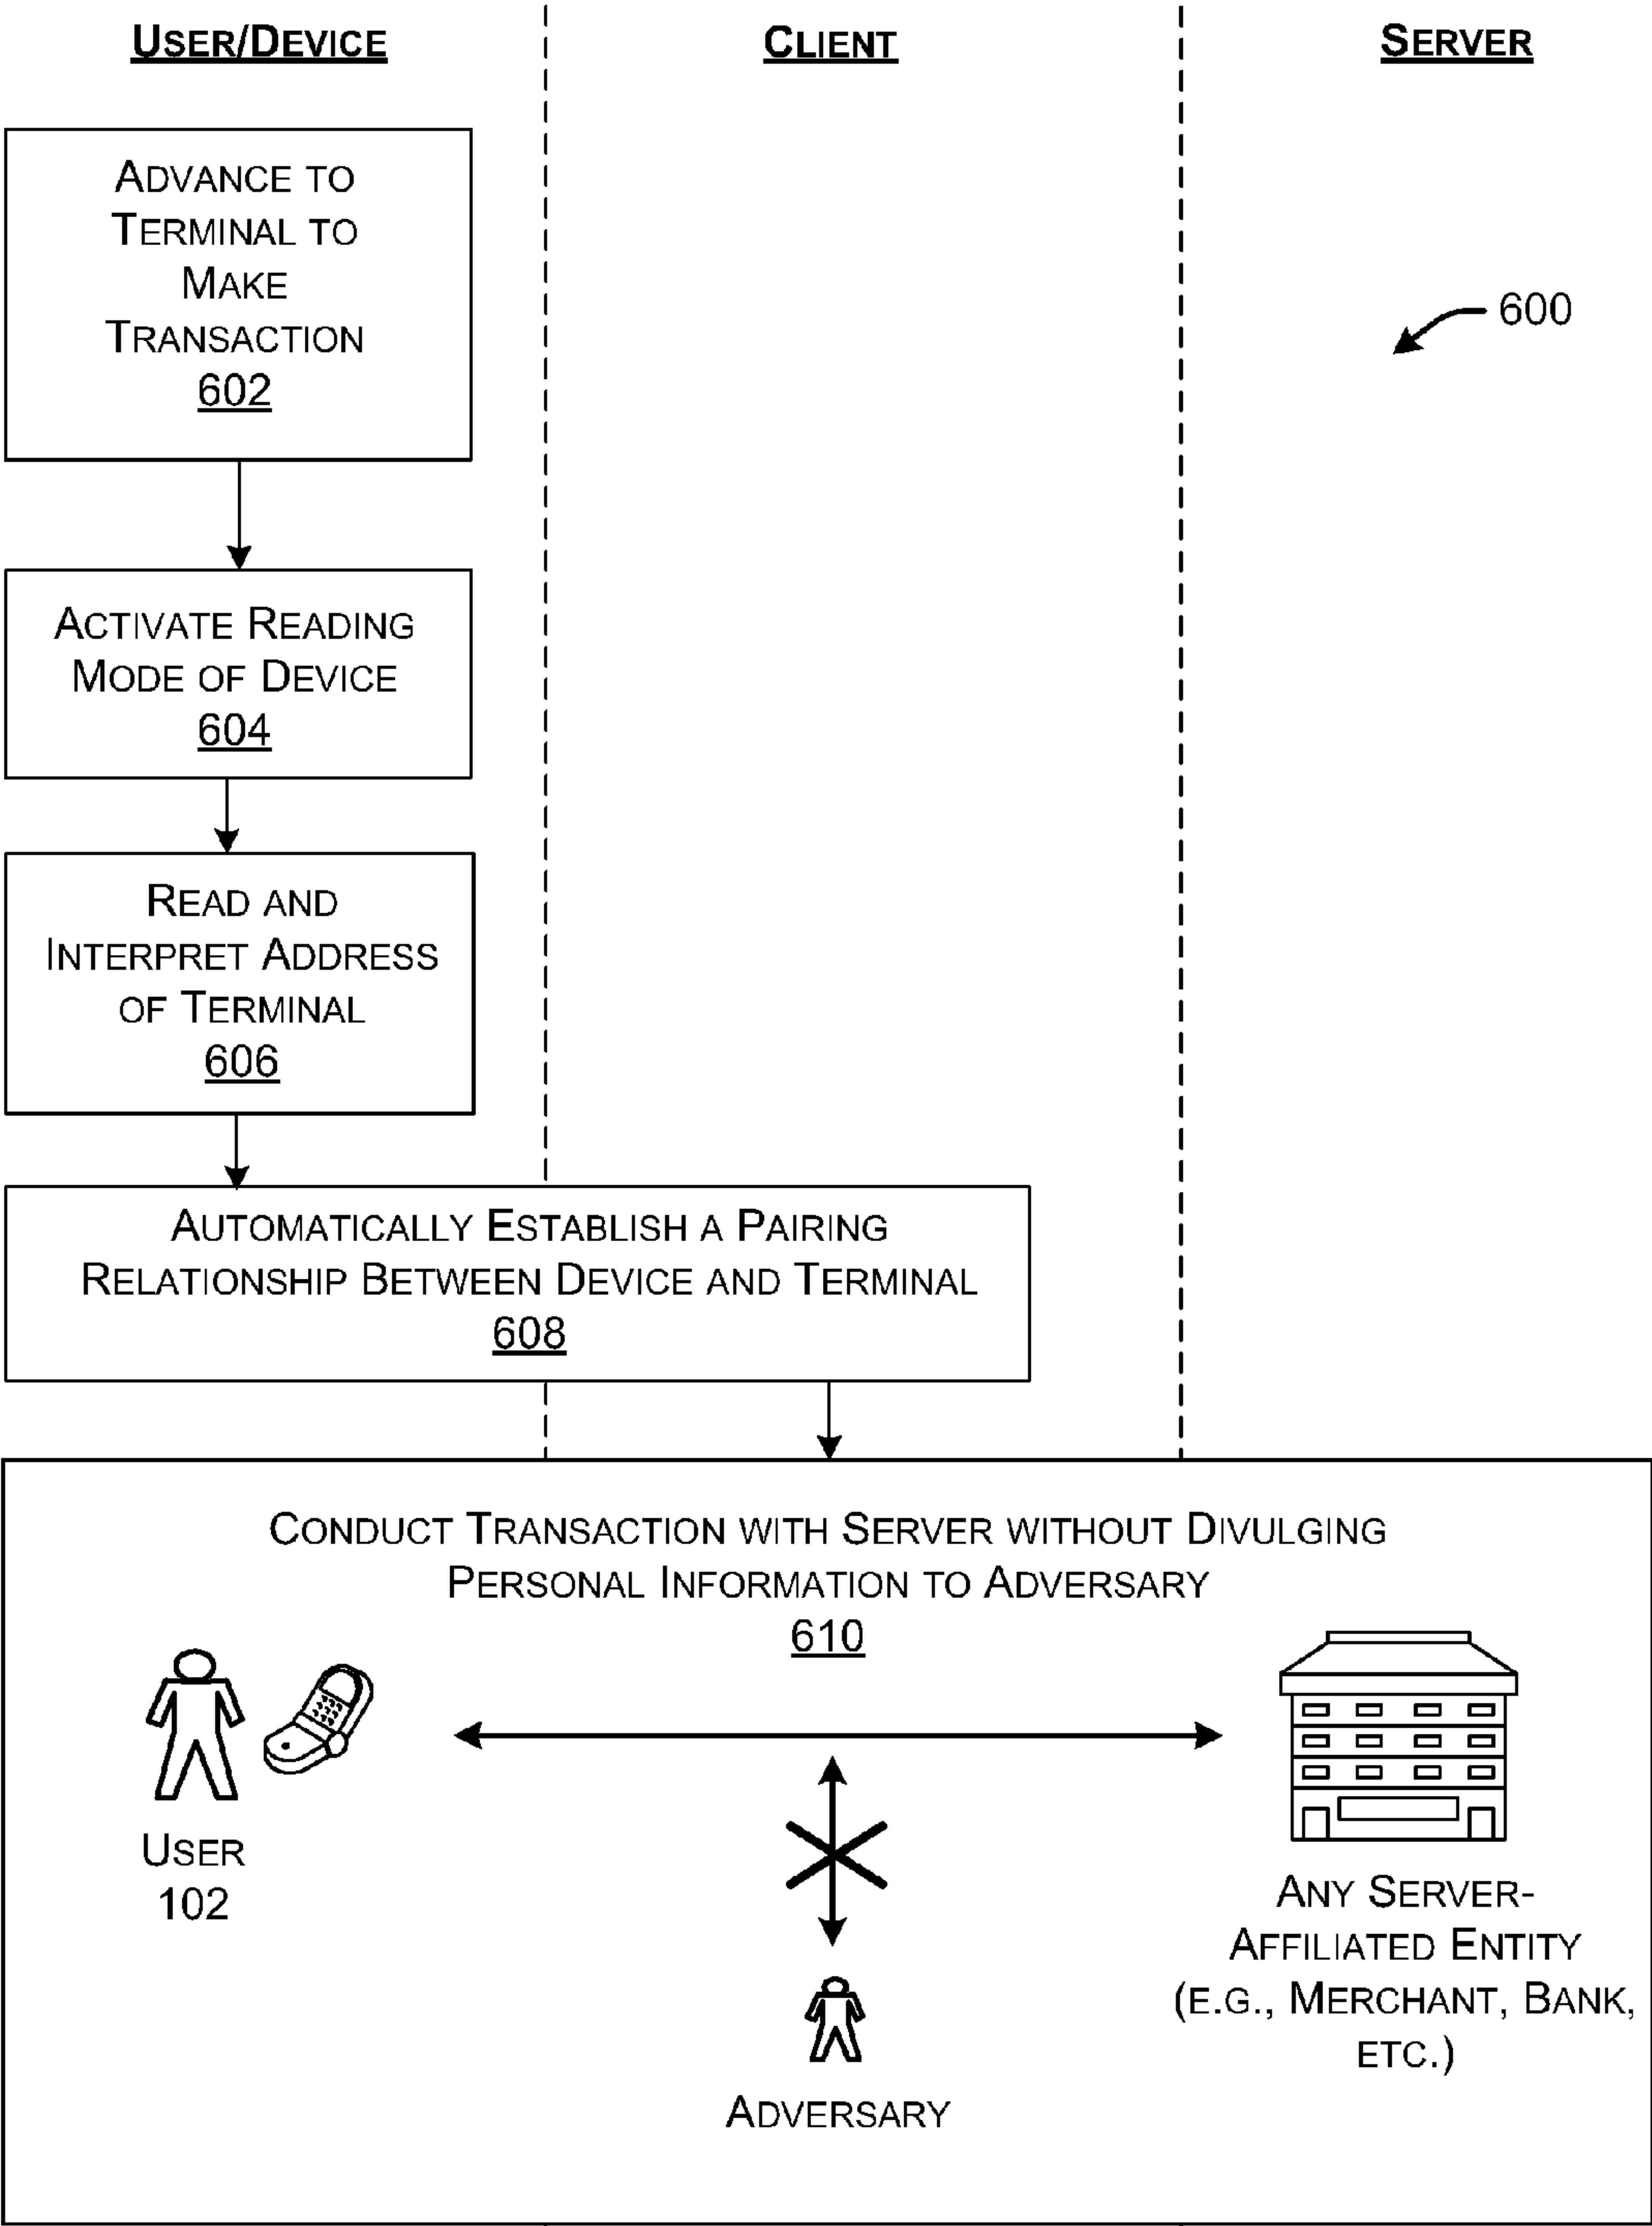 USER/DEVICE
CLIENT
SERVER
600
ADVANCE TO
TERMINAL TO
MAKE
TRANSACTION
602
ACTIVATE READING
MODE OF DEVICE
604
READ AND
INTERPRET ADDRESS
OF TERMINAL
606
AUTOMATICALLY ESTABLISH A PAIRING
RELATIONSHIP BETWEEN DEVICE AND TERMINAL
608
CONDUCT TRANSACTION WITH SERVER WITHOUT DIVULGING
PERSONAL INFORMATION TO ADVERSARY
610
USER
102
ADVERSARY
ANY SERVER-
AFFILIATED ENTITY
(E.G., MERCHANT, BANK,
ETC.)